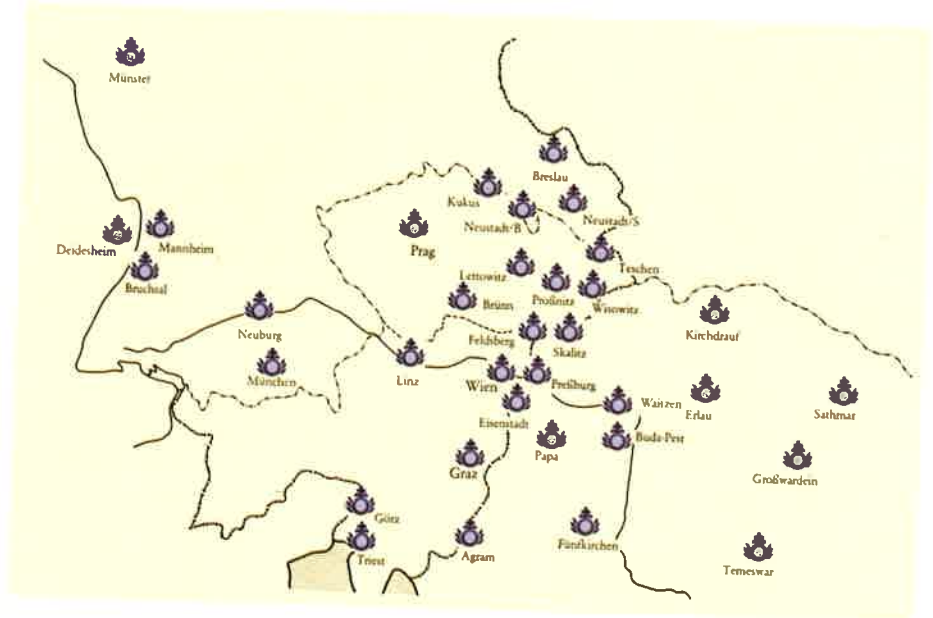 Münster
Breslau
Kukus
Neustadt/B
Neustadt/S
Deidesheim
Mannheim
Prag
Teschen
Bruchsal
Lettowitz
Proßnitz
Wisowitz
Brünn
Neuburg
Feldsberg
Skalitz
Kirchdrauf
München
Linz
Wien
Preßburg
Waitzen
Erlau
Sathmar
Eisenstadt
Papa
Buda-Pest
Graz
Großwardein
Görz
Triest
Agram
Fünfkirchen
Temeswar